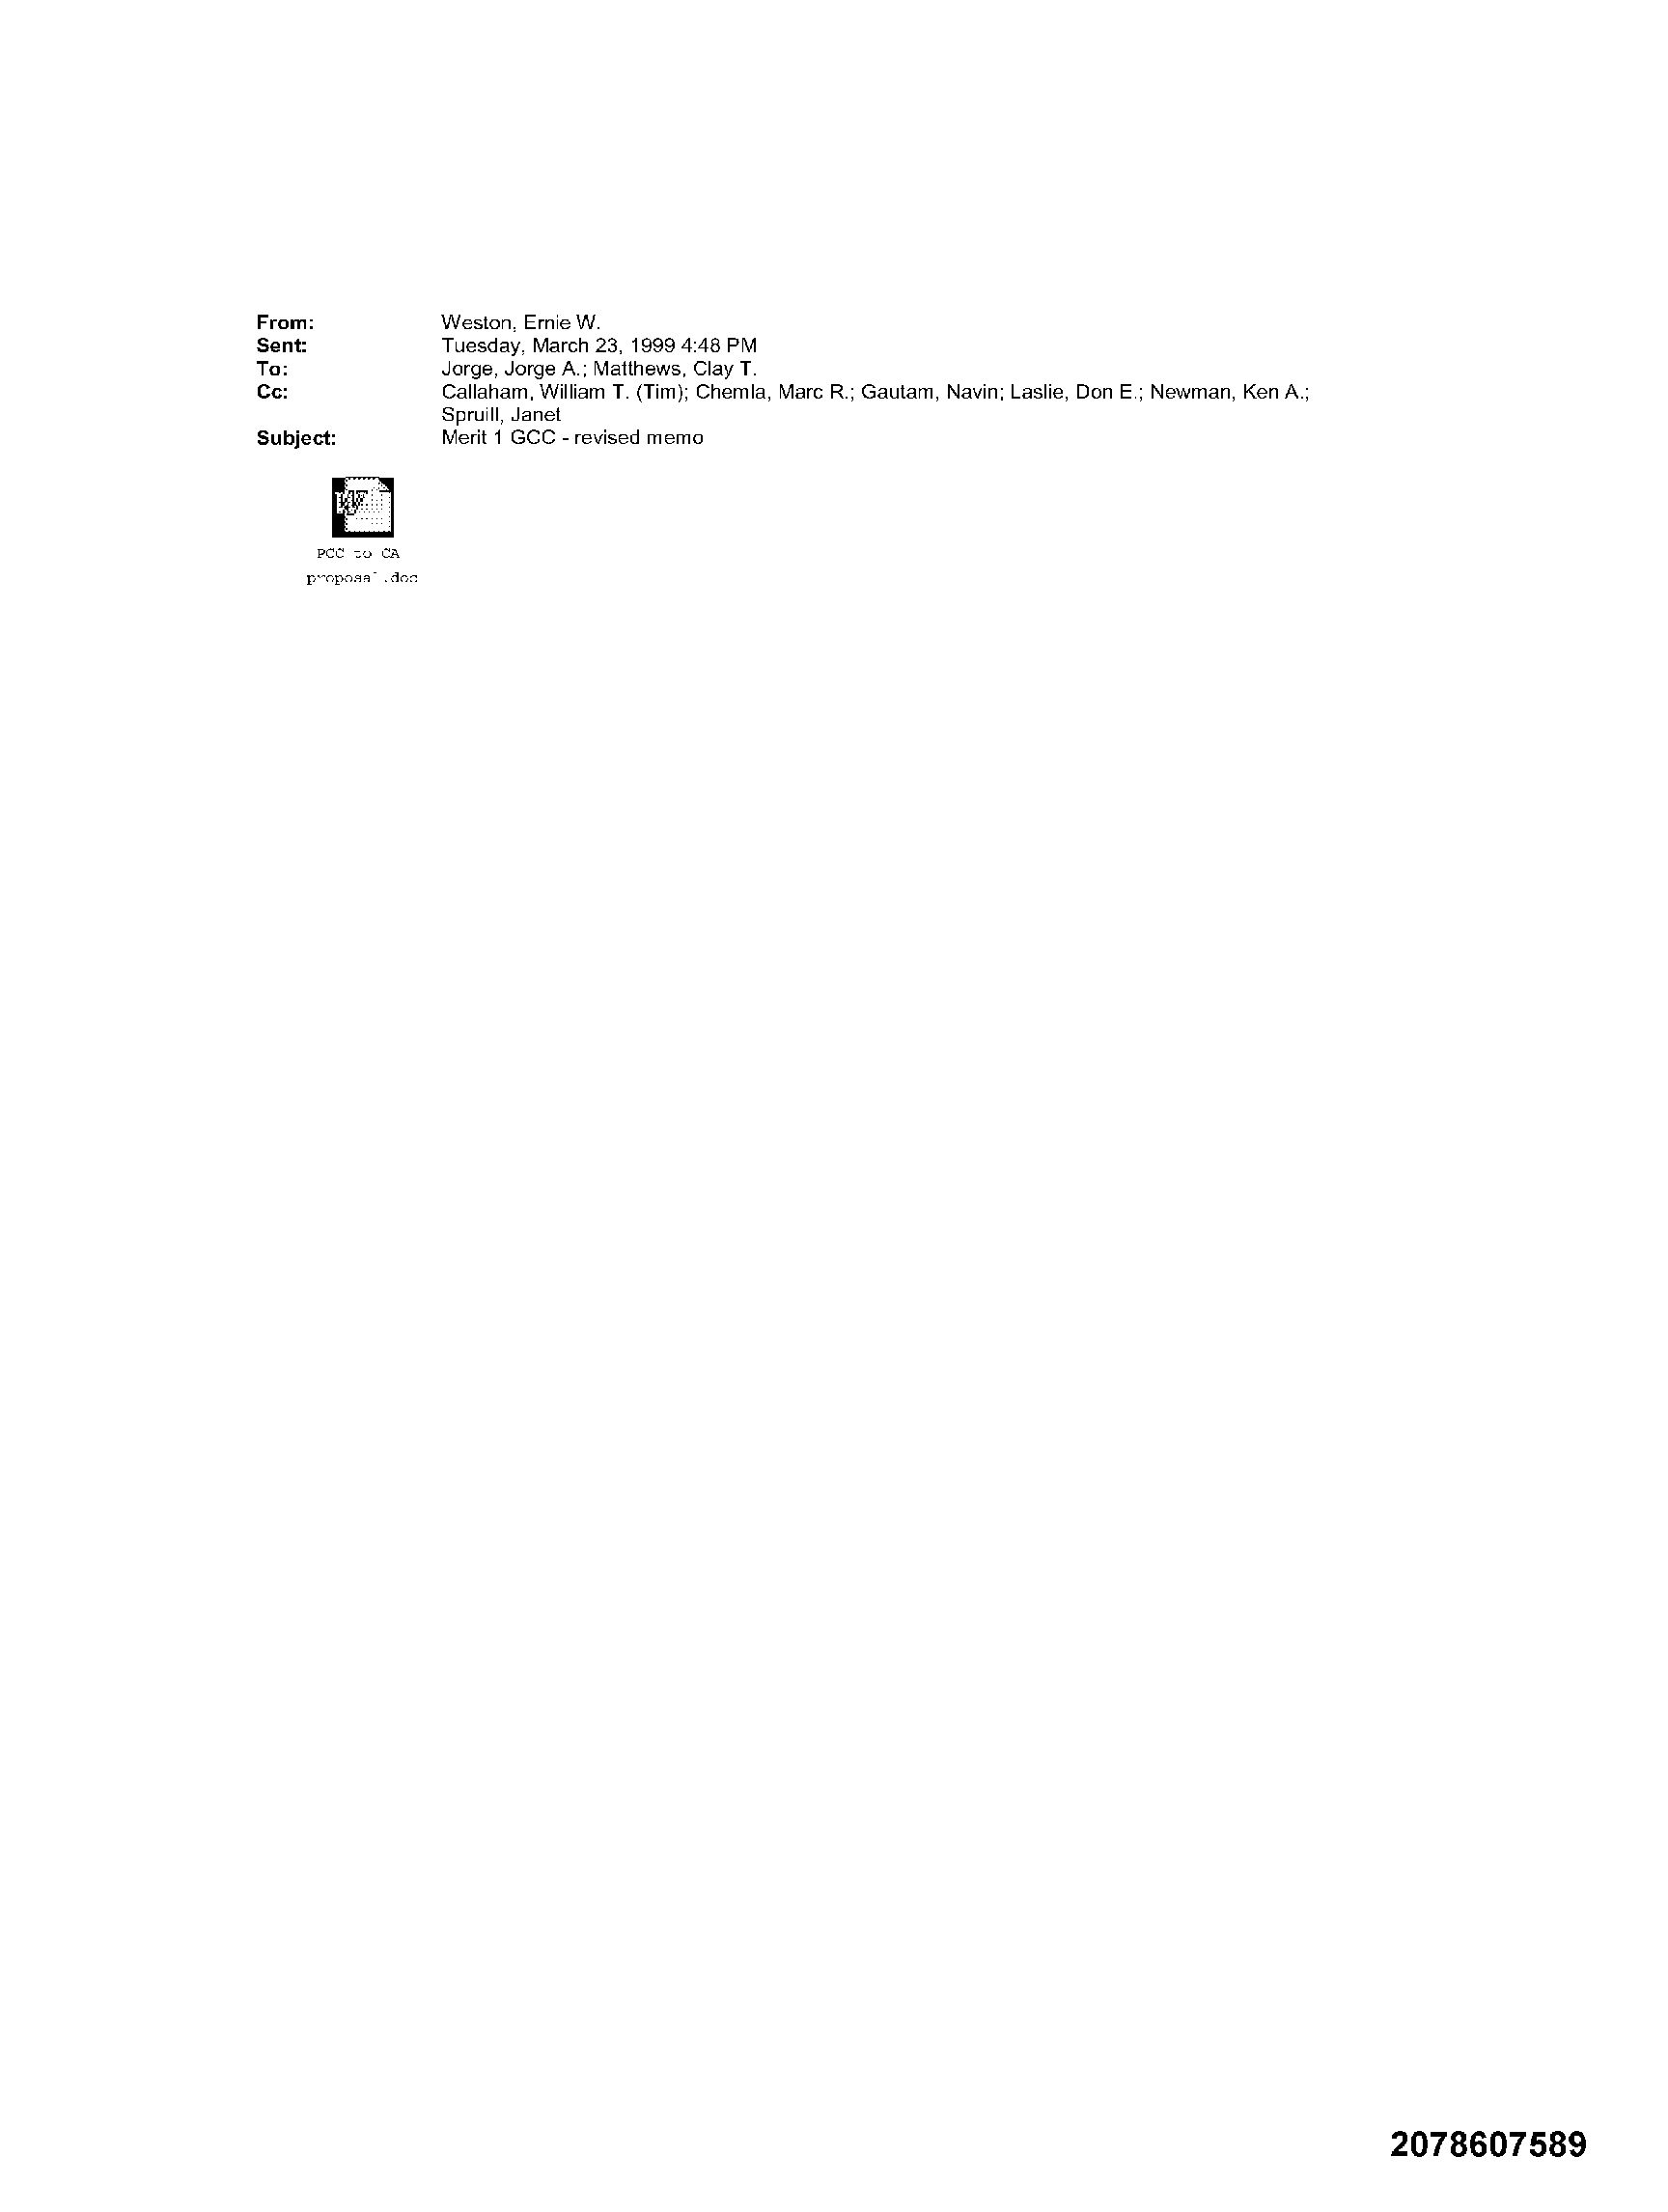 From: Weston, Ernie W.
Sent: Tuesday, March 23, 1999 4:48 PM
To: Jorge, Jorge A.; Matthews, Clay T.
Cc: Callaham, William T. (Tim); Chemla, Marc R.; Gautam, Navin; Laslie, Don E.; Newman, Ken A.;
Spruill, Janet
Subject: Merit 1 GCC - revised memo
W
PCC to CA
proposal.doc
2078607589